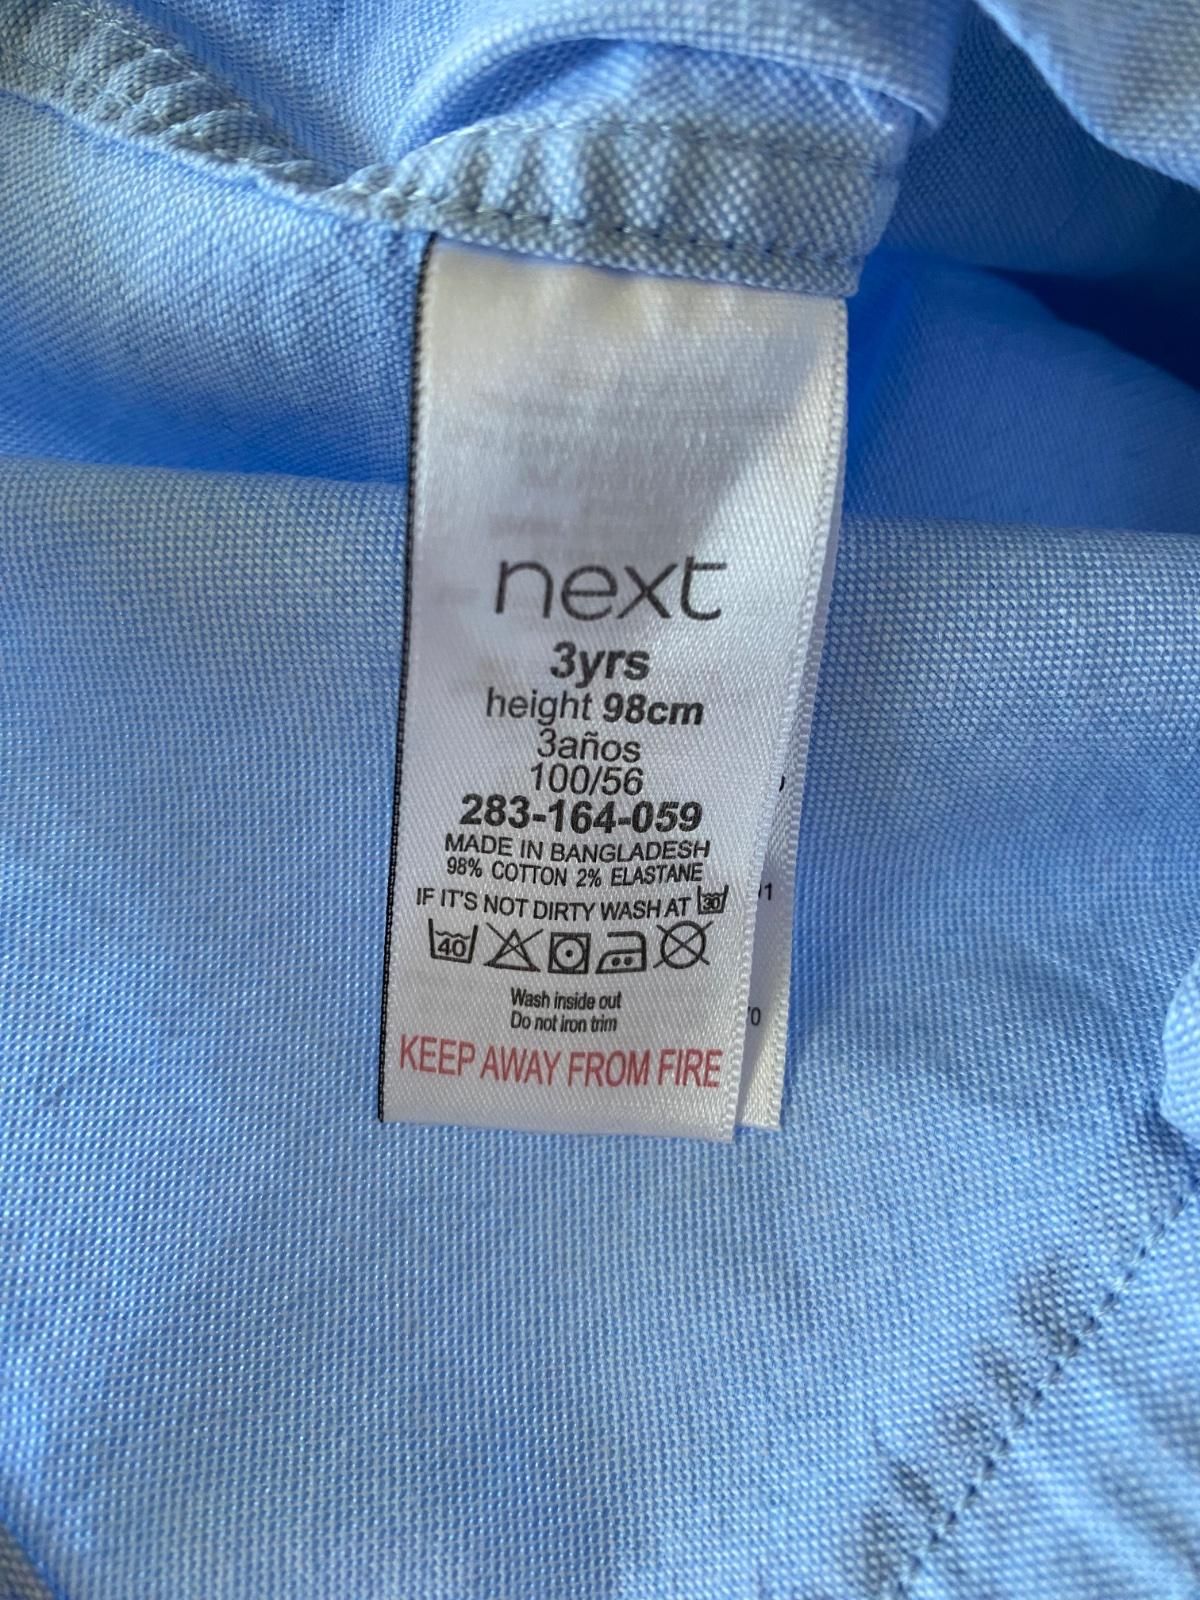 next
3yrs
height 98cm
3años
100/56
283-164-059
MADE IN BANGLADESH
98% COTTON 2% ELASTANE
IF IT'S NOT DIRTY WASH AT 30
40
Wash inside out
Do not iron trim
KEEP AWAY FROM FIRE